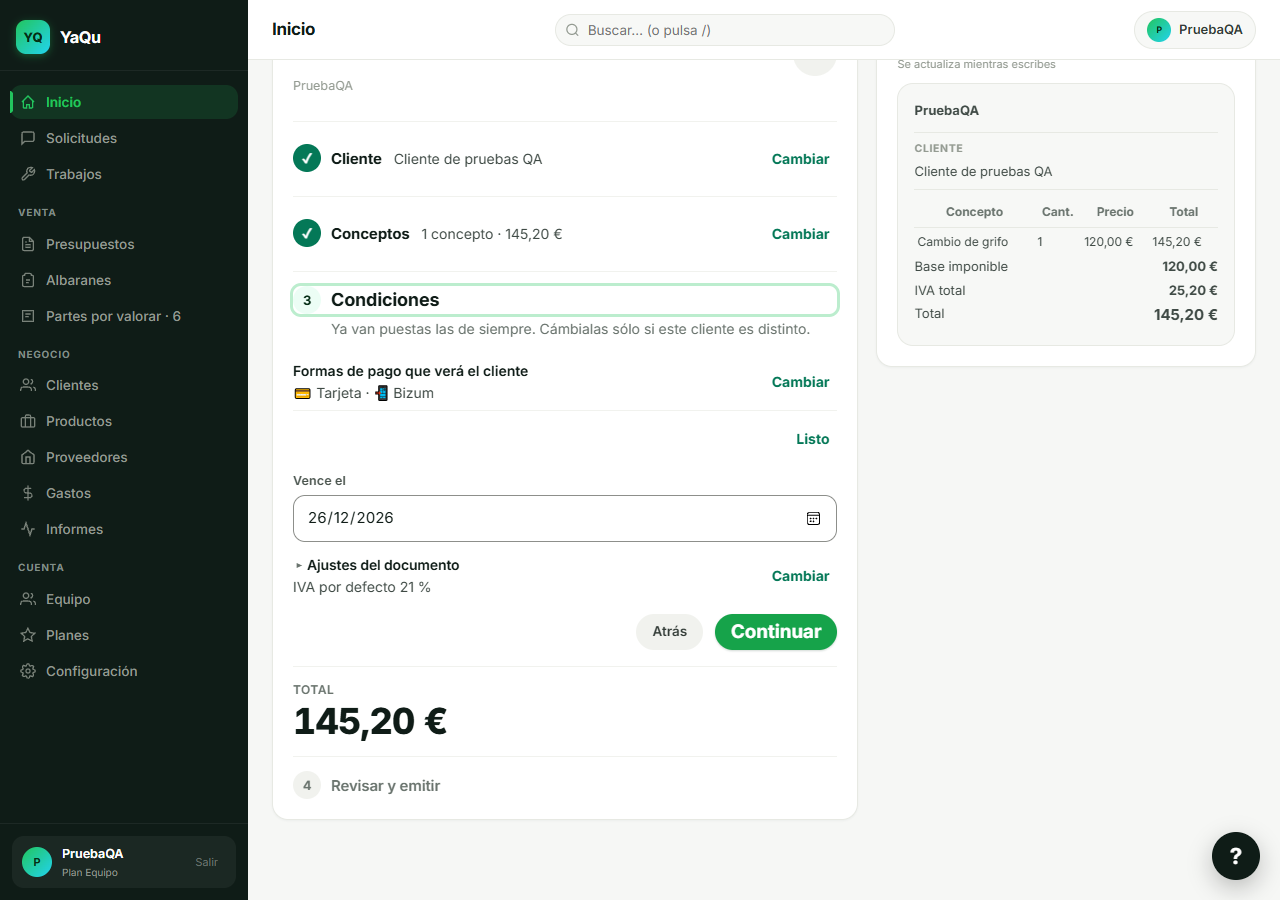 YQ YaQu
Inicio
Solicitudes
Trabajos
VENTA
Presupuestos
Albaranes
Partes por valorar · 6
NEGOCIO
Clientes
Productos
Proveedores
Gastos
Informes
CUENTA
Equipo
Planes
Configuración
P PruebaQA
Plan Equipo
Salir
Inicio
Buscar... (o pulsa /)
P PruebaQA
PruebaQA
✓ Cliente Cliente de pruebas QA Cambiar
✓ Conceptos 1 concepto · 145,20 € Cambiar
3 Condiciones
Ya van puestas las de siempre. Cámbialas sólo si este cliente es distinto.
Formas de pago que verá el cliente
💳 Tarjeta · 📲 Bizum
Cambiar
Listo
Vence el
26/12/2026
▸ Ajustes del documento
IVA por defecto 21 %
Cambiar
Atrás Continuar
TOTAL
145,20 €
4 Revisar y emitir
Se actualiza mientras escribes
PruebaQA
CLIENTE
Cliente de pruebas QA
Concepto Cant. Precio Total
Cambio de grifo 1 120,00 € 145,20 €
Base imponible 120,00 €
IVA total 25,20 €
Total 145,20 €
?